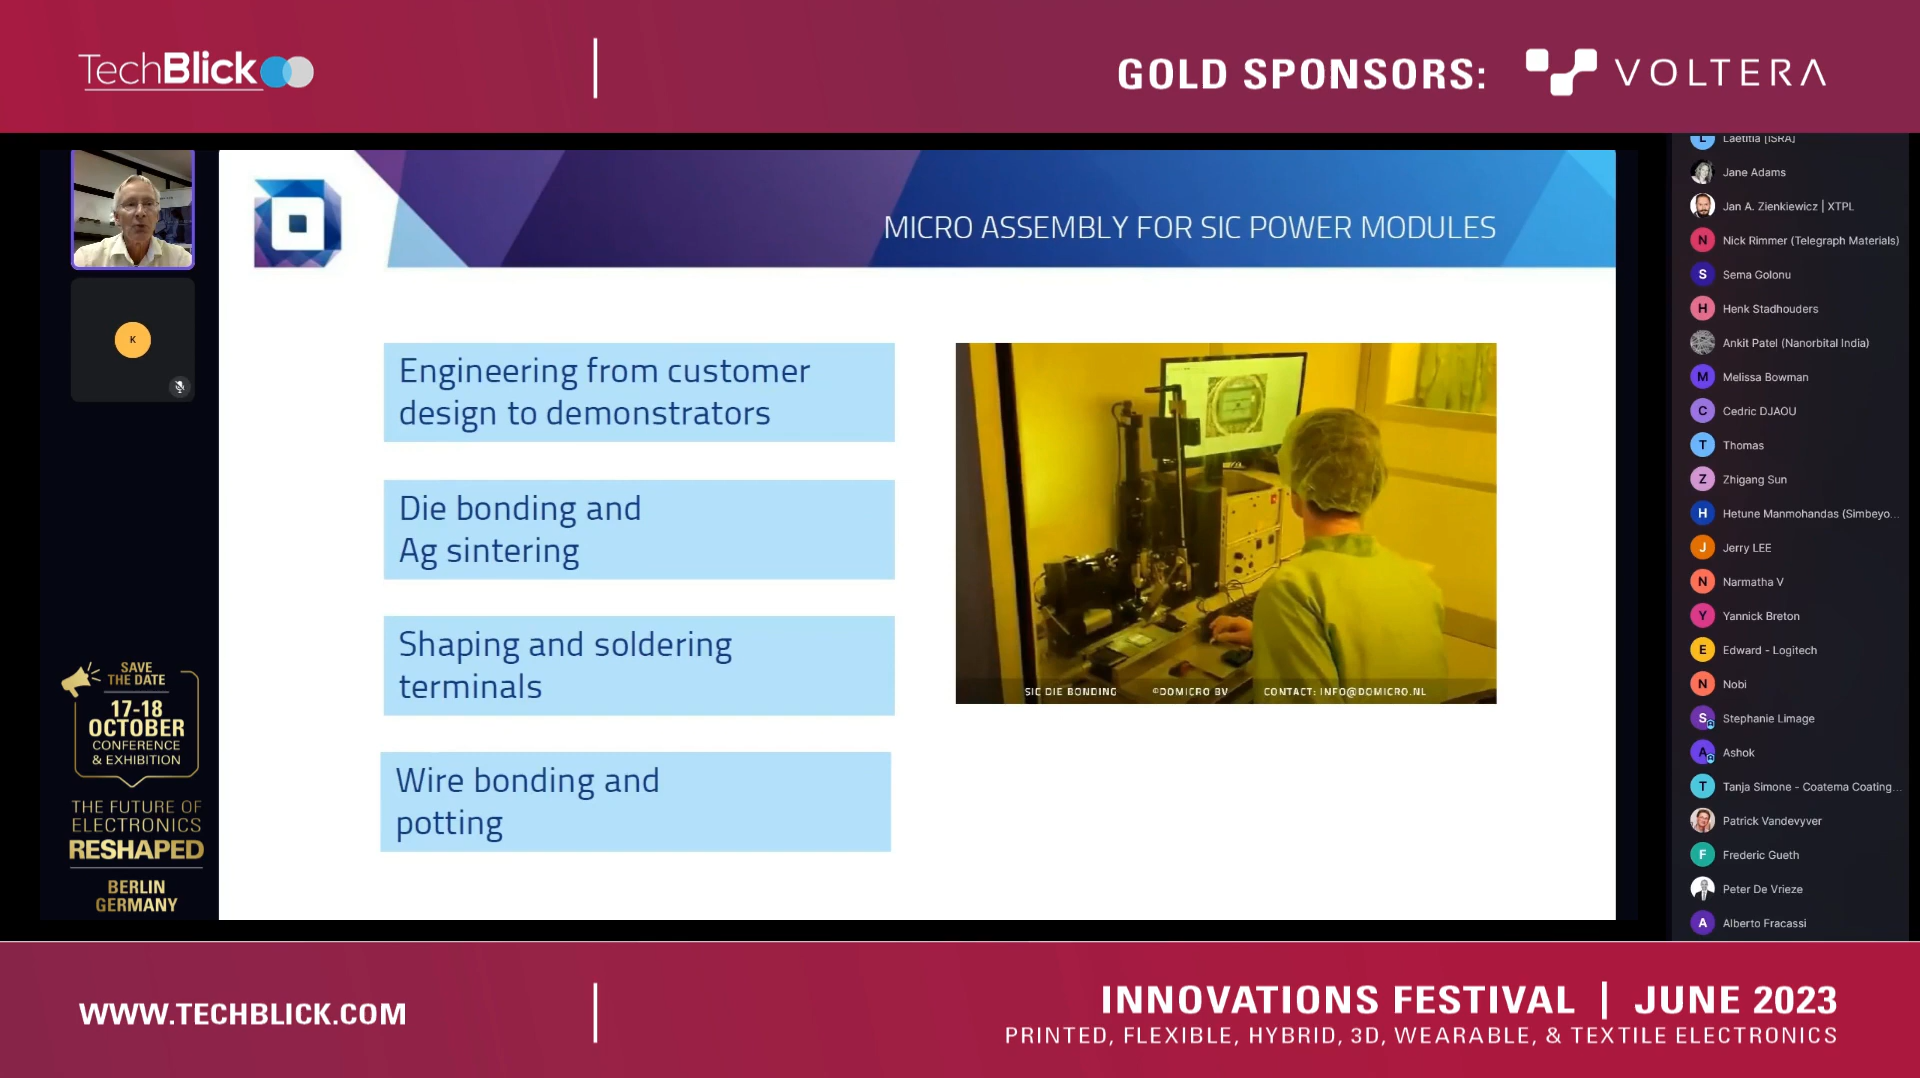 TechBlick
GOLD SPONSORS:
VOLTERA
K
SAVE
THE DATE
17-18
OCTOBER
CONFERENCE
& EXHIBITION
THE FUTURE OF
ELECTRONICS
RESHAPED
BERLIN
GERMANY
MICRO ASSEMBLY FOR SIC POWER MODULES
Engineering from customer
design to demonstrators
Die bonding and
Ag sintering
Shaping and soldering
terminals
Wire bonding and
potting
SIC DIE BONDING ©DOMICRO BV CONTACT: INFO@DOMICRO.NL
L Laetitia [ISRA]
Jane Adams
Jan A. Zienkiewicz | XTPL
N Nick Rimmer (Telegraph Materials)
S Sema Golonu
H Henk Stadhouders
Ankit Patel (Nanorbital India)
M Melissa Bowman
C Cedric DJAOU
T Thomas
Z Zhigang Sun
H Hetune Manmohandas (Simbeyo...
J Jerry LEE
N Narmatha V
Y Yannick Breton
E Edward - Logitech
N Nobi
S Stephanie Limage
A Ashok
T Tanja Simone - Coatema Coating...
Patrick Vandevyver
F Frederic Gueth
Peter De Vrieze
A Alberto Fracassi
WWW.TECHBLICK.COM
INNOVATIONS FESTIVAL | JUNE 2023
PRINTED, FLEXIBLE, HYBRID, 3D, WEARABLE, & TEXTILE ELECTRONICS